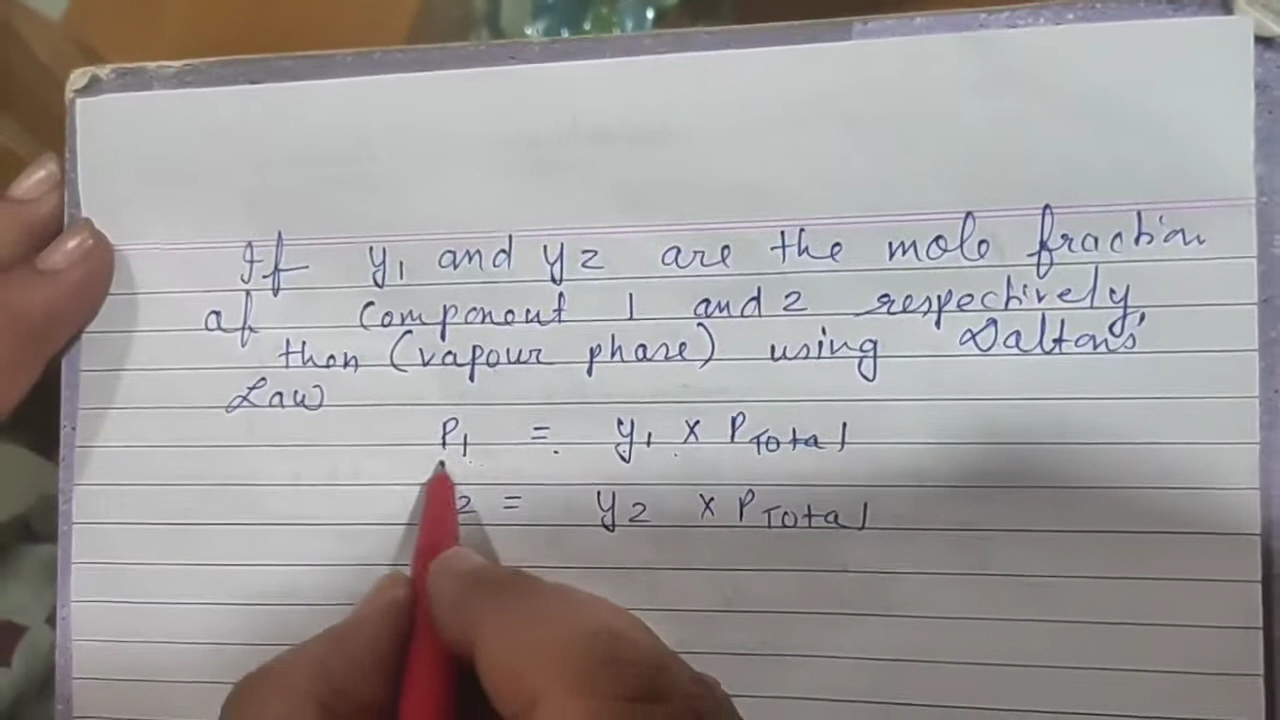 If y1 and y2 are the mole fraction
of component 1 and 2 respectively,
then (vapour phase) using Dalton's
Law
P1 = y1 × PTotal
2 = y2 × PTotal